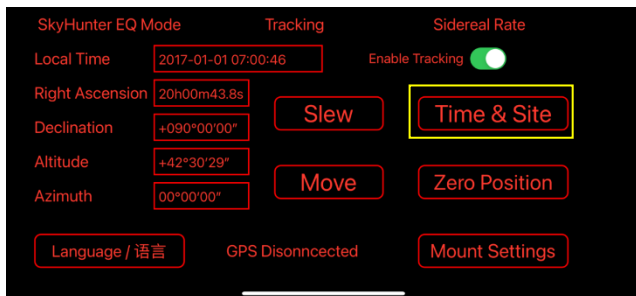 SkyHunter EQ Mode Tracking Sidereal Rate
Local Time 2017-01-01 07:00:46 Enable Tracking
Right Ascension 20h00m43.8s
Slew Time & Site
Declination +090°00'00"
Altitude +42°30'29"
Move Zero Position
Azimuth 00°00'00"
Language / 语言 GPS Disonncected Mount Settings